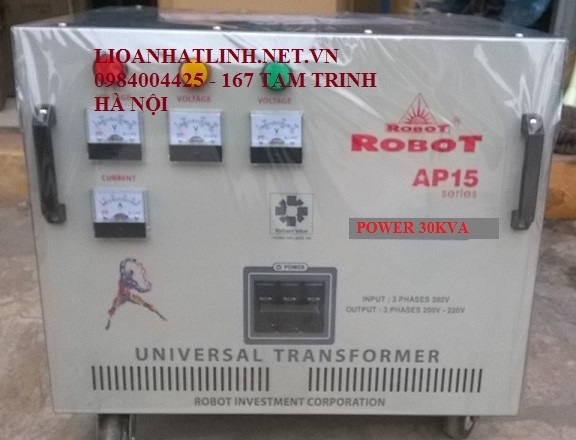 LIOANHATLINH.NET.VN
0984004425 - 167 TAM TRINH
HÀ NỘI
VOLTAGE
VOLTAGE
V
V
V
CURRENT
A
ROBOT
ROBOT
AP15
series
POWER 30KVA
POWER
INPUT : 3 PHASES 380V
OUTPUT : 3 PHASES 200V - 220V
UNIVERSAL TRANSFORMER
ROBOT INVESTMENT CORPORATION